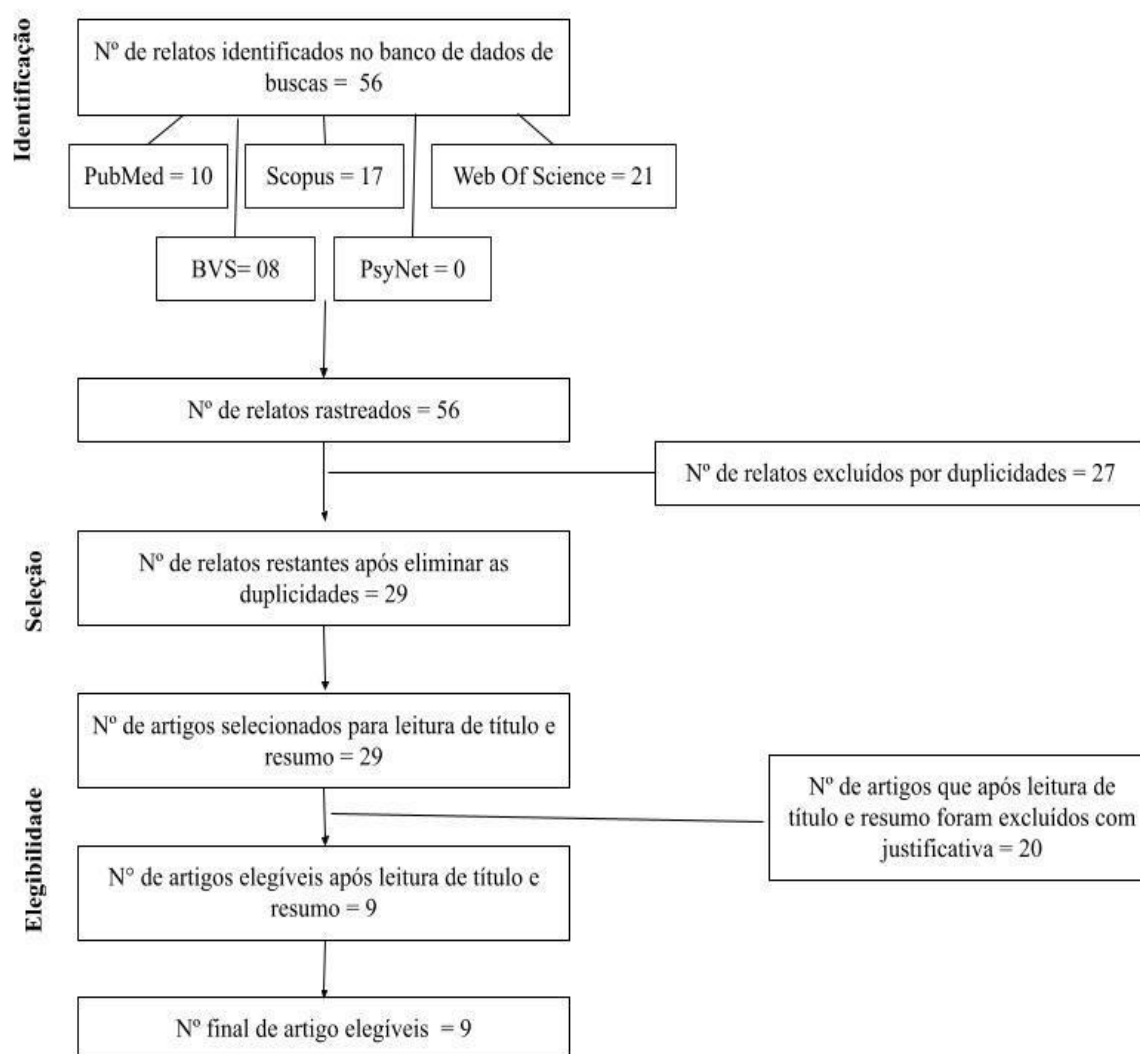 Identificação
Nº de relatos identificados no banco de dados de
buscas = 56
PubMed = 10
Scopus = 17
Web Of Science = 21
BVS= 08
PsyNet = 0
Nº de relatos rastreados = 56
Nº de relatos excluídos por duplicidades = 27
Seleção
Nº de relatos restantes após eliminar as
duplicidades = 29
Nº de artigos selecionados para leitura de título e
resumo = 29
Elegibilidade
Nº de artigos que após leitura de
título e resumo foram excluídos com
justificativa = 20
N° de artigos elegíveis após leitura de título e
resumo = 9
Nº final de artigo elegíveis = 9